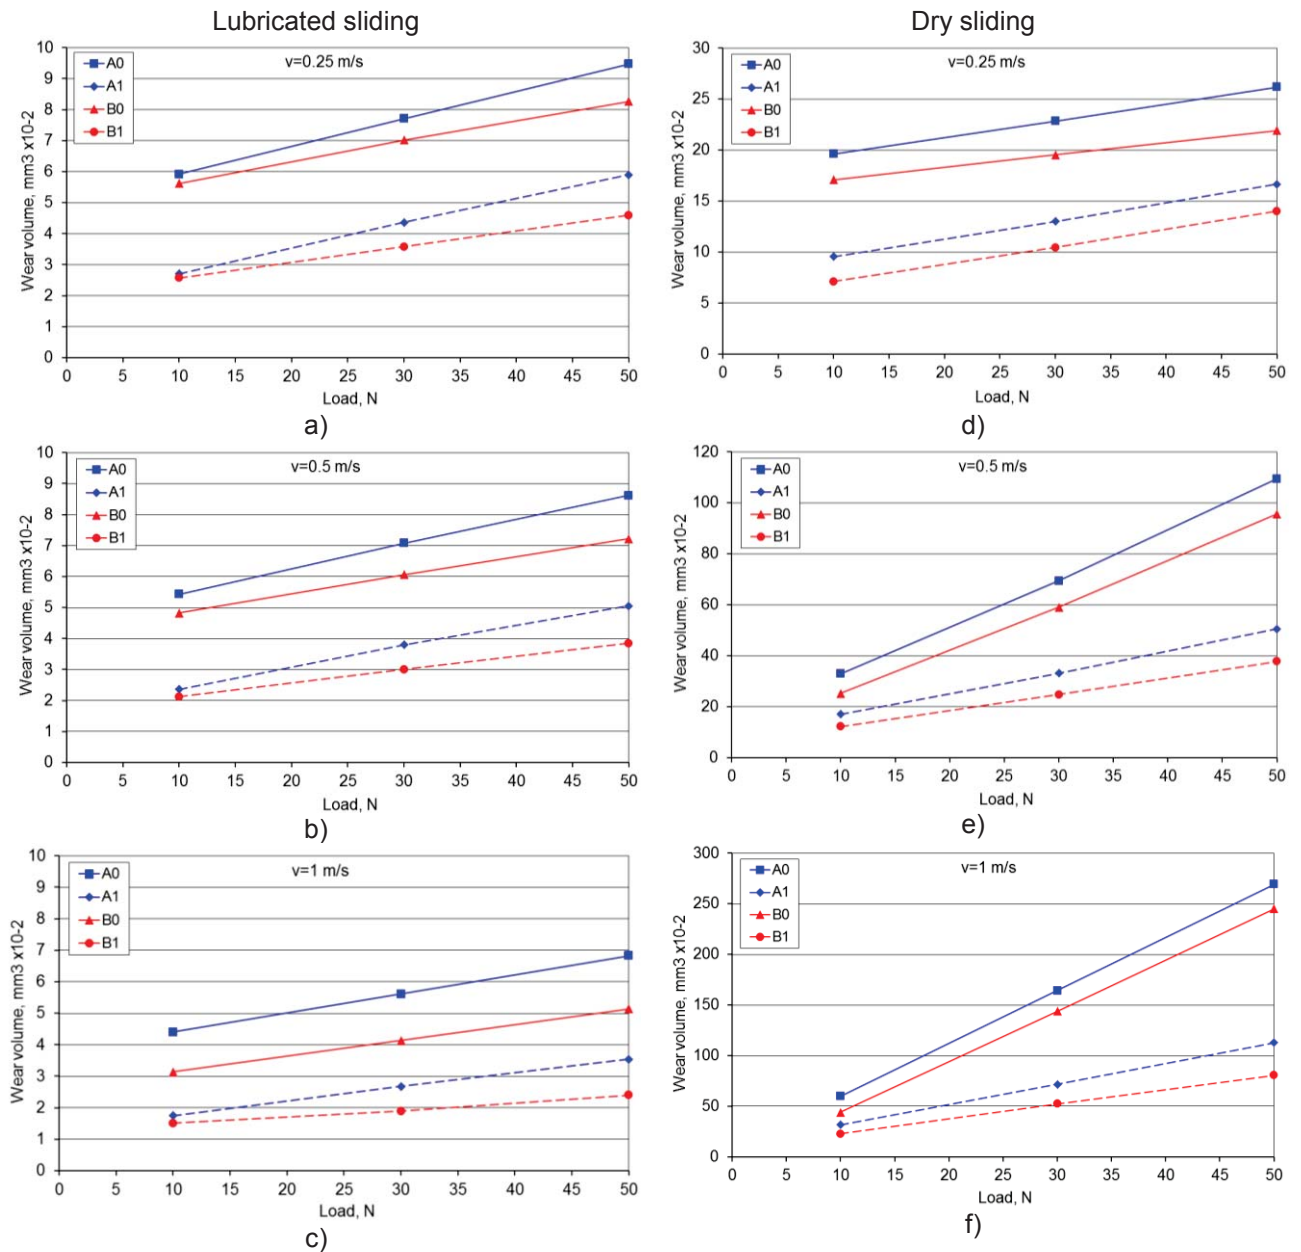 Lubricated sliding
Dry sliding
10
9
8
7
6
5
4
3
2
1
0
Wear volume, mm3 x10-2
A0
A1
B0
B1
v=0.25 m/s
0 5 10 15 20 25 30 35 40 45 50
Load, N
a)
30
25
20
15
10
5
0
Wear volume, mm3 x10-2
A0
A1
B0
B1
v=0.25 m/s
0 5 10 15 20 25 30 35 40 45 50
Load, N
d)
10
9
8
7
6
5
4
3
2
1
0
Wear volume, mm3 x10-2
A0
A1
B0
B1
v=0.5 m/s
0 5 10 15 20 25 30 35 40 45 50
Load, N
b)
120
100
80
60
40
20
0
Wear volume, mm3 x10-2
A0
A1
B0
B1
v=0.5 m/s
0 5 10 15 20 25 30 35 40 45 50
Load, N
e)
10
9
8
7
6
5
4
3
2
1
0
Wear volume, mm3 x10-2
A0
A1
B0
B1
v=1 m/s
0 5 10 15 20 25 30 35 40 45 50
Load, N
c)
300
250
200
150
100
50
0
Wear volume, mm3 x10-2
A0
A1
B0
B1
v=1 m/s
0 5 10 15 20 25 30 35 40 45 50
Load, N
f)